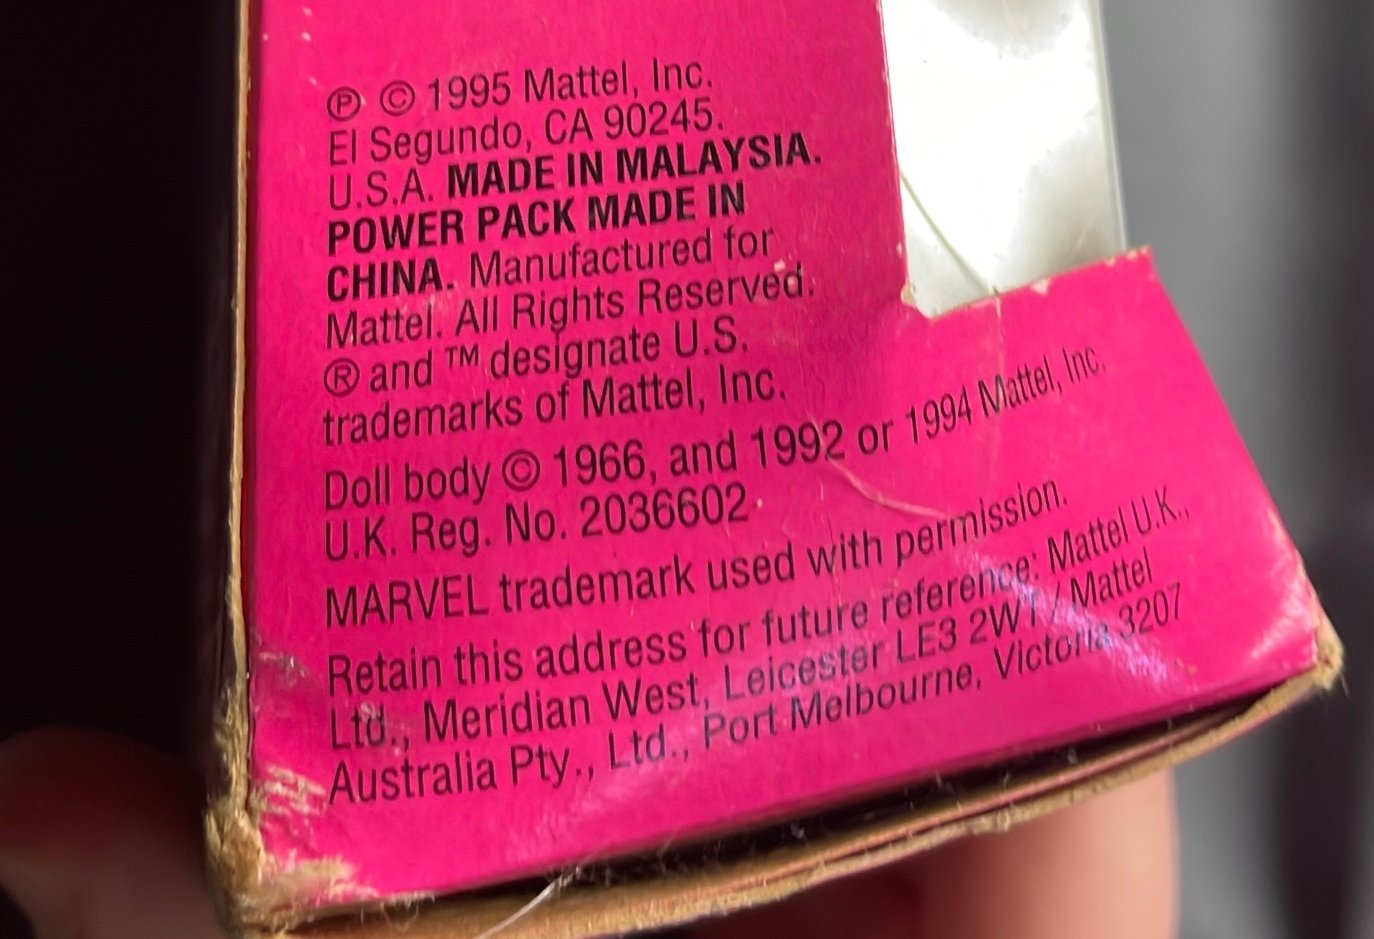 Ⓟ © 1995 Mattel, Inc.
El Segundo, CA 90245.
U.S.A. MADE IN MALAYSIA.
POWER PACK MADE IN
CHINA. Manufactured for
Mattel. All Rights Reserved.
® and ™ designate U.S.
trademarks of Mattel, Inc.
Doll body © 1966, and 1992 or 1994 Mattel, Inc.
U.K. Reg. No. 2036602
MARVEL trademark used with permission.
Retain this address for future reference: Mattel U.K.,
Ltd., Meridian West, Leicester LE3 2WT / Mattel
Australia Pty., Ltd., Port Melbourne. Victoria 3207